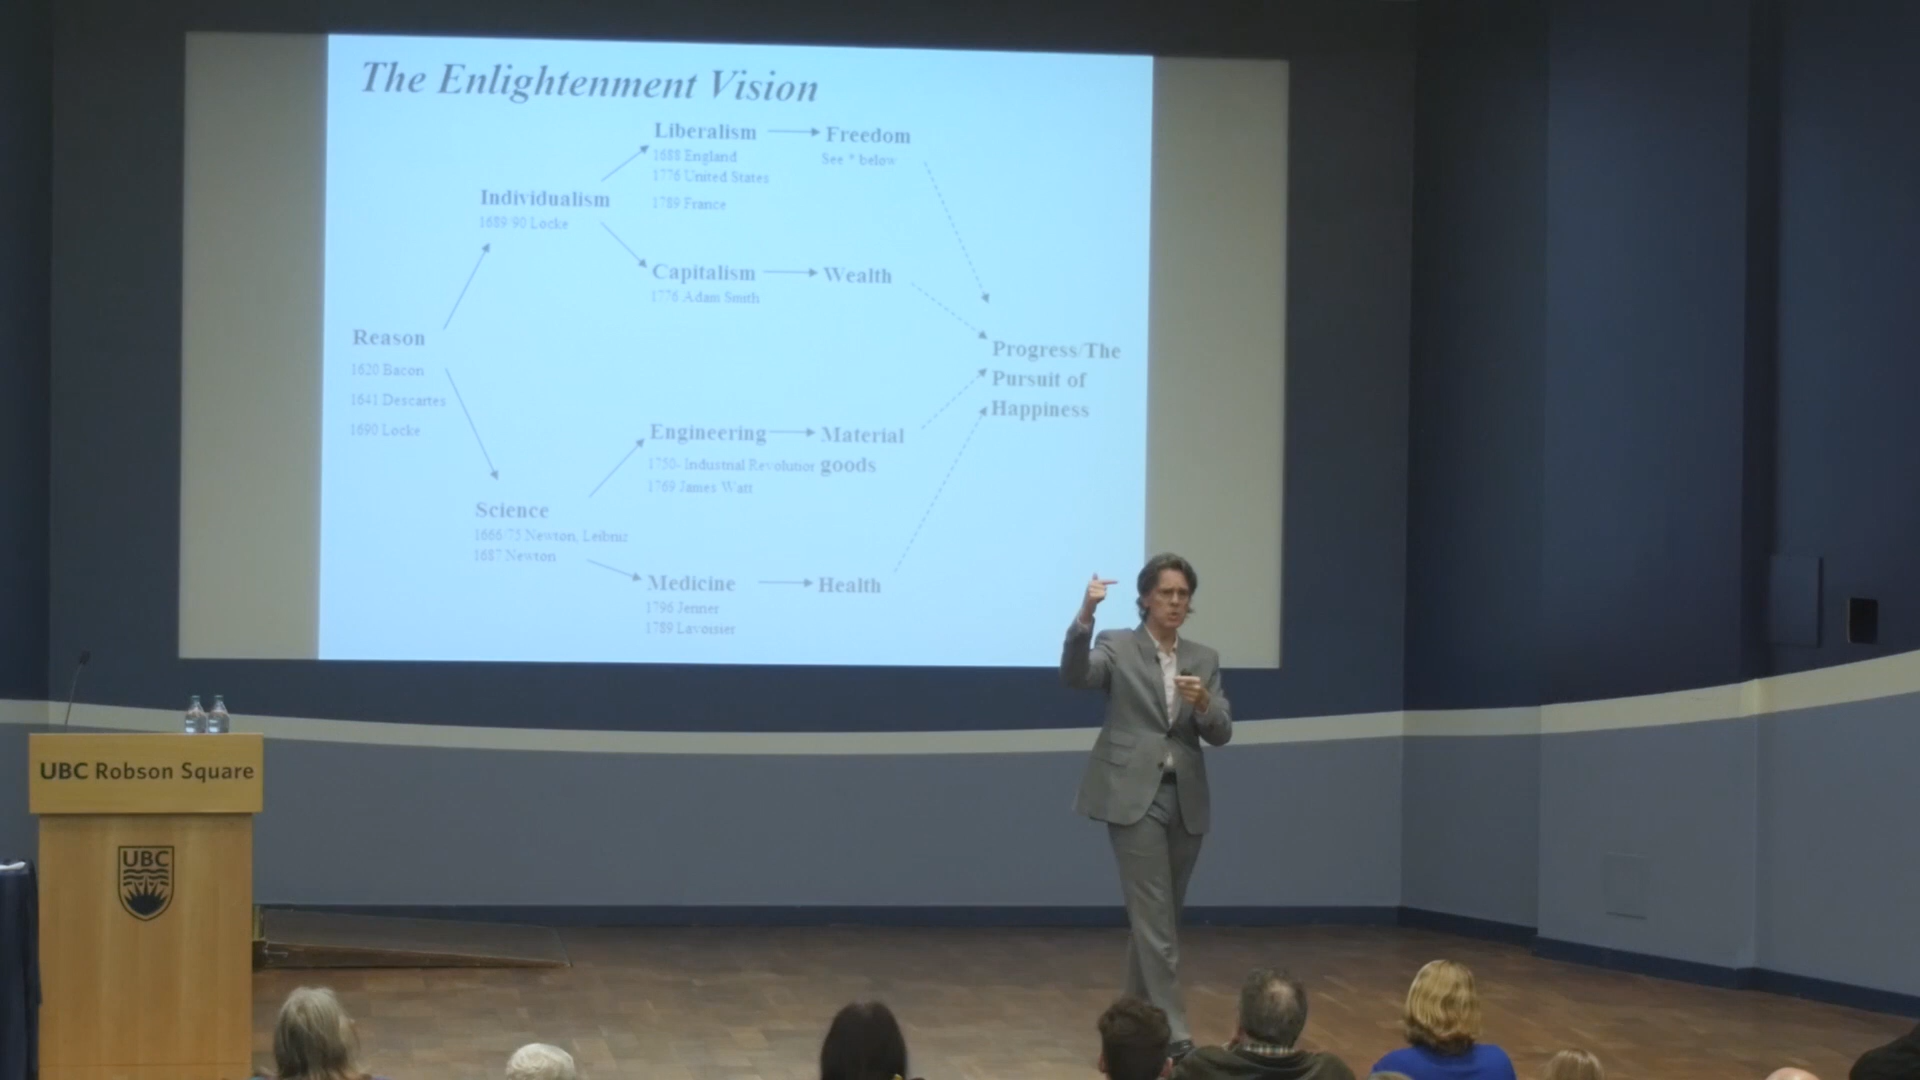 The Enlightenment Vision
Liberalism
1688 England
1776 United States
1789 France
Freedom
See * below
Individualism
1689/90 Locke
Capitalism
1776 Adam Smith
Wealth
Reason
1620 Bacon
1641 Descartes
1690 Locke
Progress/The
Pursuit of
Happiness
Engineering
1750- Industrial Revolution
1769 James Watt
Material
goods
Science
1666/75 Newton, Leibniz
1687 Newton
Medicine
1796 Jenner
1789 Lavoisier
Health
UBC Robson Square
UBC